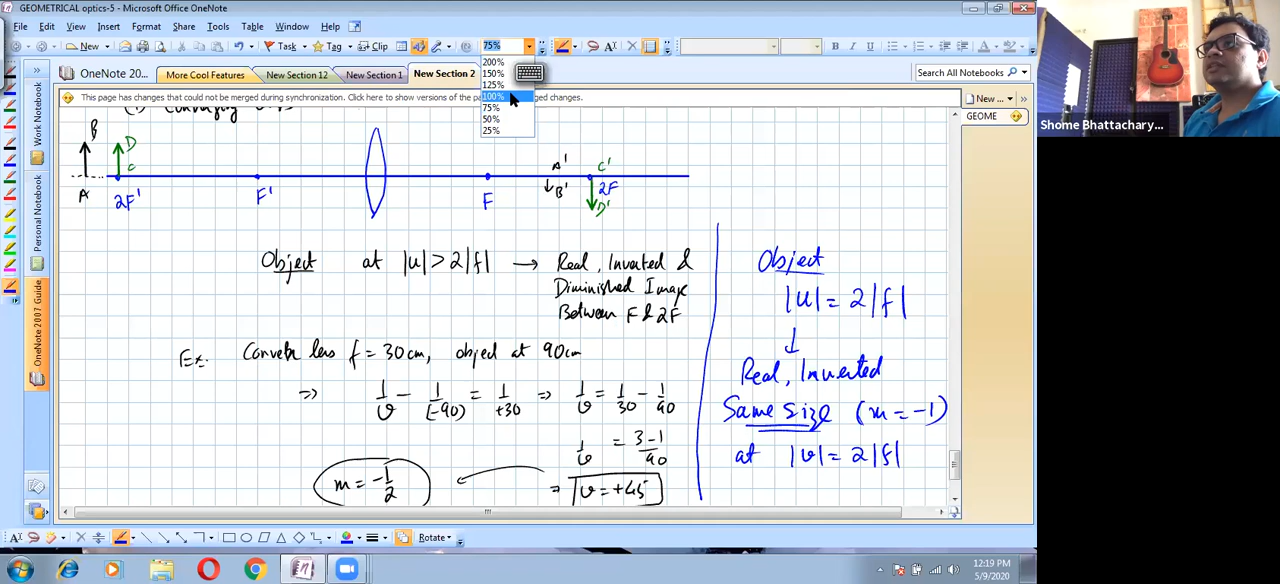 GEOMETRICAL optics-5 - Microsoft Office OneNote
File Edit View Insert Format Share Tools Table Window Help
New Task Tag Clip 75%
200%
150%
125%
100%
75%
50%
25%
OneNote 20... More Cool Features New Section 12 New Section 1 New Section 2
Search All Notebooks
This page has changes that could not be merged during synchronization. Click here to show versions of the pa ged changes.
New
GEOME
Work Notebook
Personal Notebook
OneNote 2007 Guide
Shome Bhattachary...
Converging
B D C A 2F' F' F A' B' C' 2F D'
Object at |u| > 2|f| → Real, Inverted &
Diminished Image
Between F & 2F
Ex: Convex lens f = 30cm, object at 90cm
⇒ 1/v - 1/(-90) = 1/+30 ⇒ 1/v = 1/30 - 1/90
1/v = 3-1/90
⇒ v = +45
m = -1/2
Object
|u| = 2|f|
↓
Real, Inverted
Same size (m = -1)
at |v| = 2|f|
Rotate
12:19 PM
5/9/2020